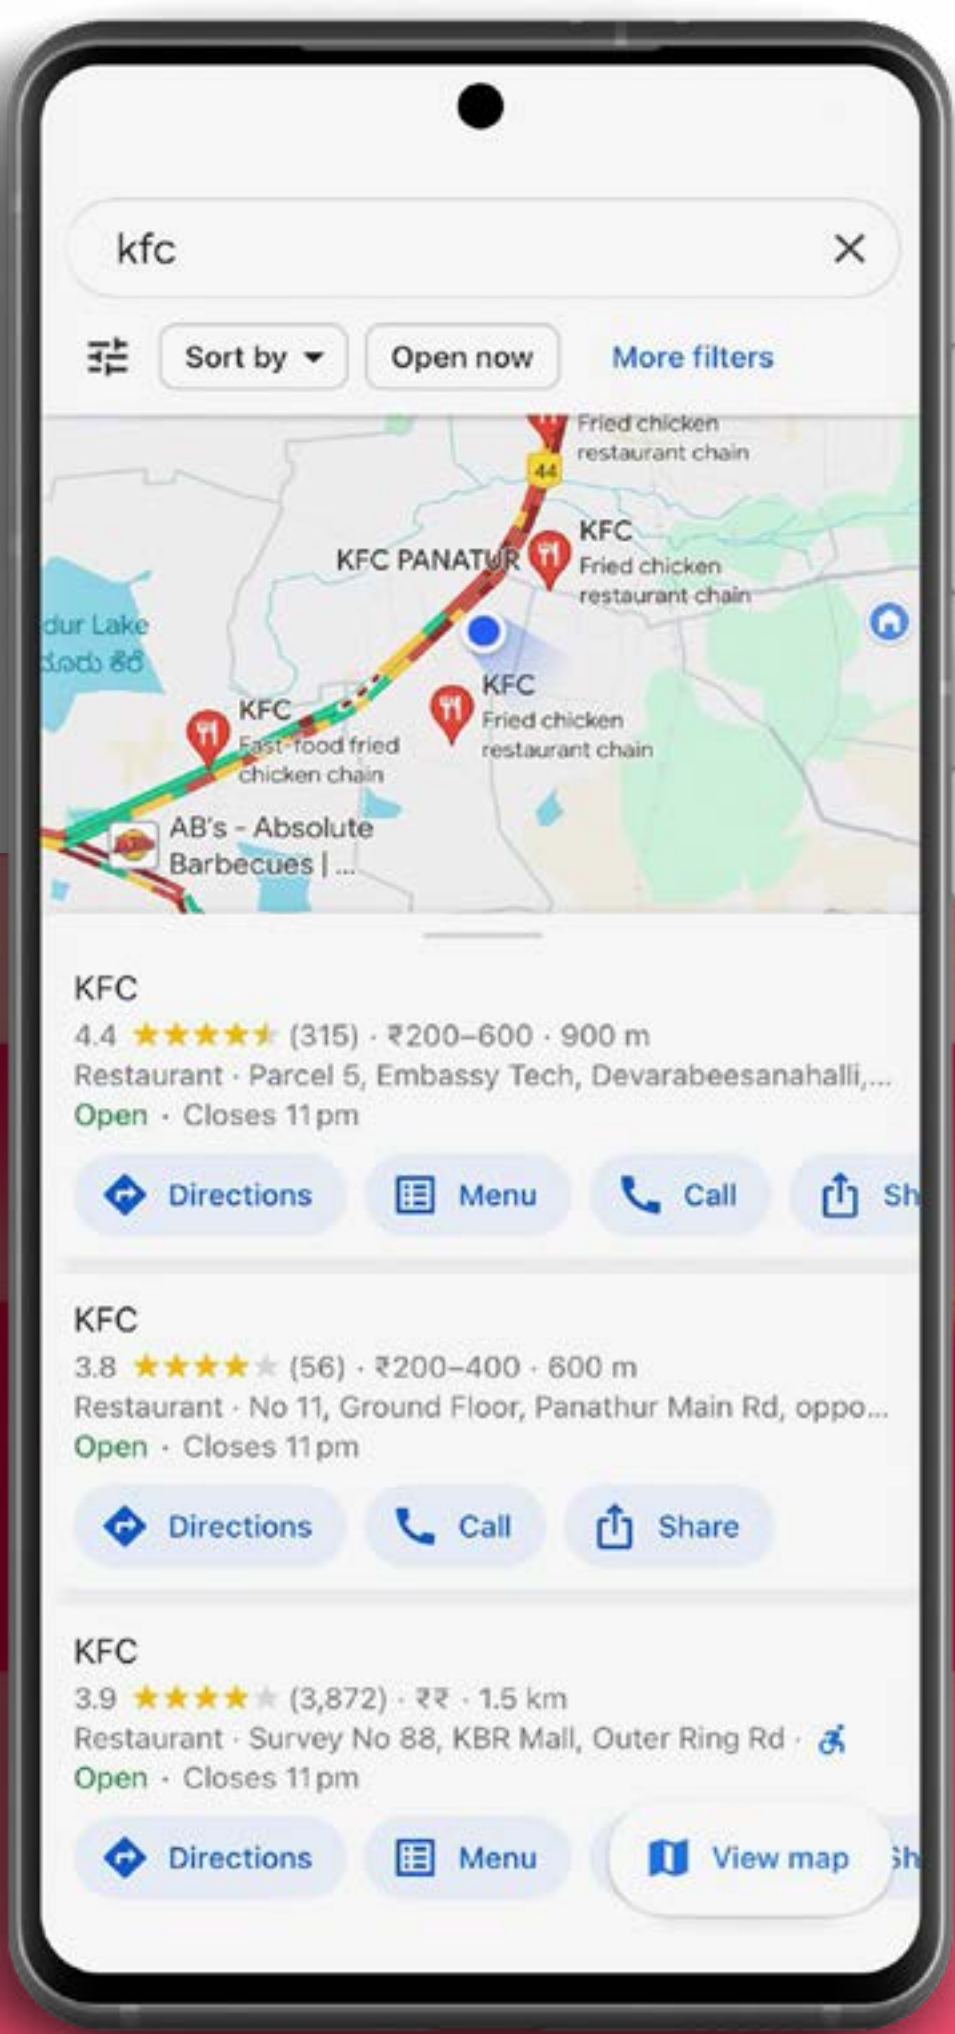 kfc
Sort by
Open now
More filters
Fried chicken
restaurant chain
44
KFC PANATUR
KFC
Fried chicken
restaurant chain
dur Lake
ದೂರು ಕೆರೆ
KFC
Fried chicken
restaurant chain
KFC
Fast-food fried
chicken chain
AB's - Absolute
Barbecues | ...
KFC
4.4 (315) · ₹200–600 · 900 m
Restaurant · Parcel 5, Embassy Tech, Devarabeesanahalli,...
Open · Closes 11 pm
Directions
Menu
Call
Sh
KFC
3.8 (56) · ₹200–400 · 600 m
Restaurant · No 11, Ground Floor, Panathur Main Rd, oppo...
Open · Closes 11 pm
Directions
Call
Share
KFC
3.9 (3,872) · ₹₹ · 1.5 km
Restaurant · Survey No 88, KBR Mall, Outer Ring Rd ·
Open · Closes 11 pm
Directions
Menu
View map
Sh